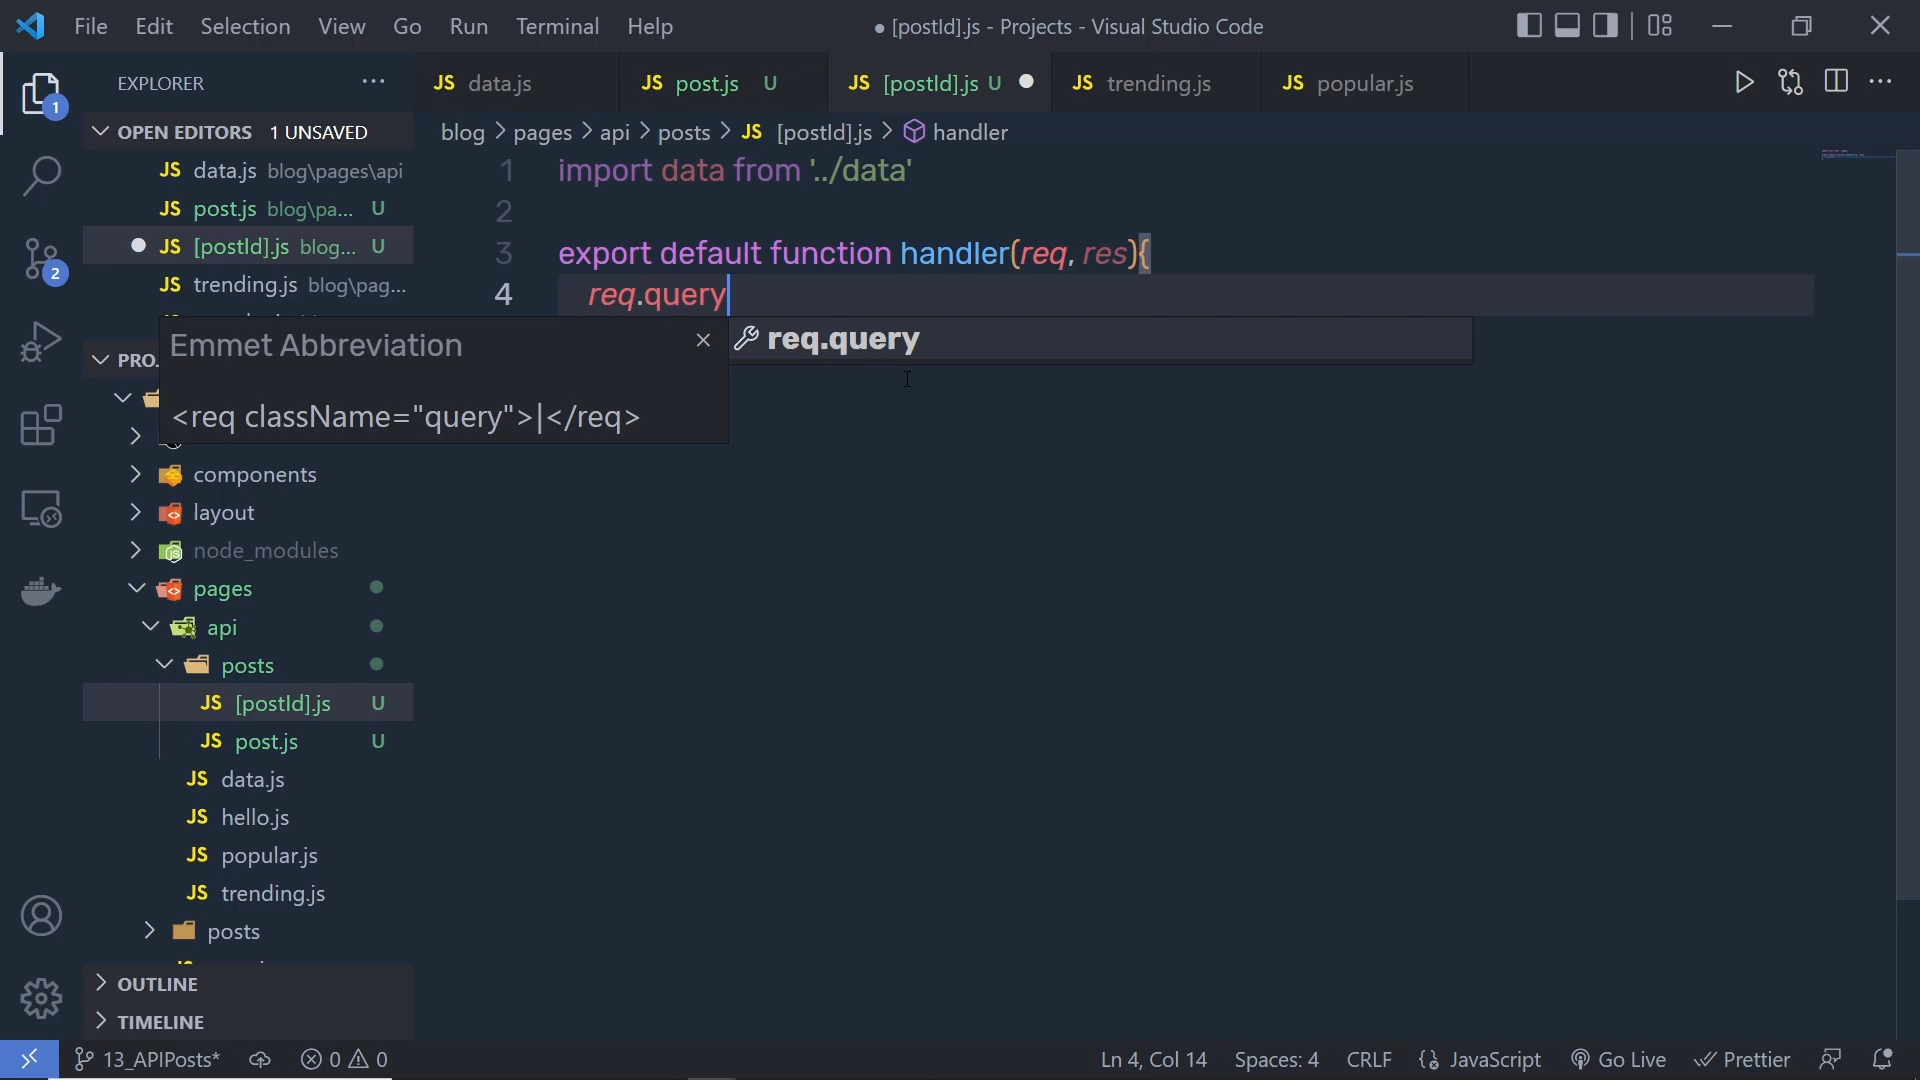 File Edit Selection View Go Run Terminal Help
● [postId].js - Projects - Visual Studio Code
EXPLORER
OPEN EDITORS 1 UNSAVED
JS data.js blog\pages\api
JS post.js blog\pa... U
JS [postId].js blog... U
JS trending.js blog\pag...
JS data.js
JS post.js U
JS [postId].js U
JS trending.js
JS popular.js
blog > pages > api > posts > JS [postId].js > handler
1 import data from '../data'
2
3 export default function handler(req, res){
4 req.query
req.query
Emmet Abbreviation
<req className="query">|</req>
PROJ
components
layout
node_modules
pages
api
posts
JS [postId].js U
JS post.js U
JS data.js
JS hello.js
JS popular.js
JS trending.js
posts
OUTLINE
TIMELINE
1
2
13_APIPosts* 0 0
Ln 4, Col 14 Spaces: 4 CRLF JavaScript Go Live Prettier